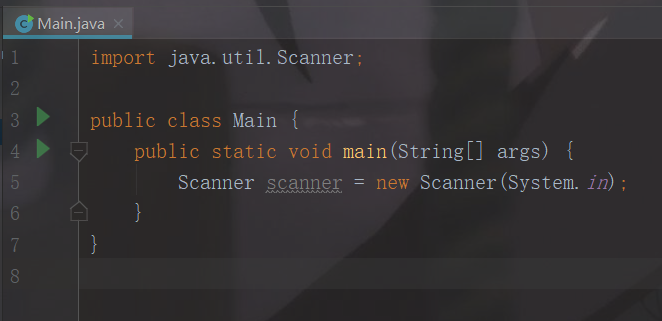 Main.java
1 import java.util.Scanner;
2
3 public class Main {
4 public static void main(String[] args) {
5 Scanner scanner = new Scanner(System.in);
6 }
7 }
8